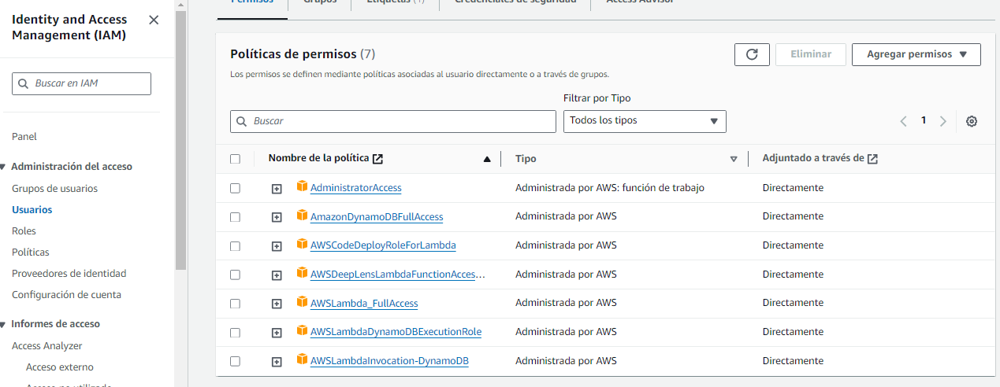 Permisos Grupos Etiquetas (1) Credenciales de seguridad Access Advisor
Identity and Access
Management (IAM)
Buscar en IAM
Panel
Administración del acceso
Grupos de usuarios
Usuarios
Roles
Políticas
Proveedores de identidad
Configuración de cuenta
Informes de acceso
Access Analyzer
Acceso externo
Acceso no utilizado
Políticas de permisos (7)
Eliminar
Agregar permisos
Los permisos se definen mediante políticas asociadas al usuario directamente o a través de grupos.
Filtrar por Tipo
Buscar
Todos los tipos
1
Nombre de la política Tipo Adjuntado a través de
AdministratorAccess Administrada por AWS: función de trabajo Directamente
AmazonDynamoDBFullAccess Administrada por AWS Directamente
AWSCodeDeployRoleForLambda Administrada por AWS Directamente
AWSDeepLensLambdaFunctionAcces... Administrada por AWS Directamente
AWSLambda_FullAccess Administrada por AWS Directamente
AWSLambdaDynamoDBExecutionRole Administrada por AWS Directamente
AWSLambdaInvocation-DynamoDB Administrada por AWS Directamente